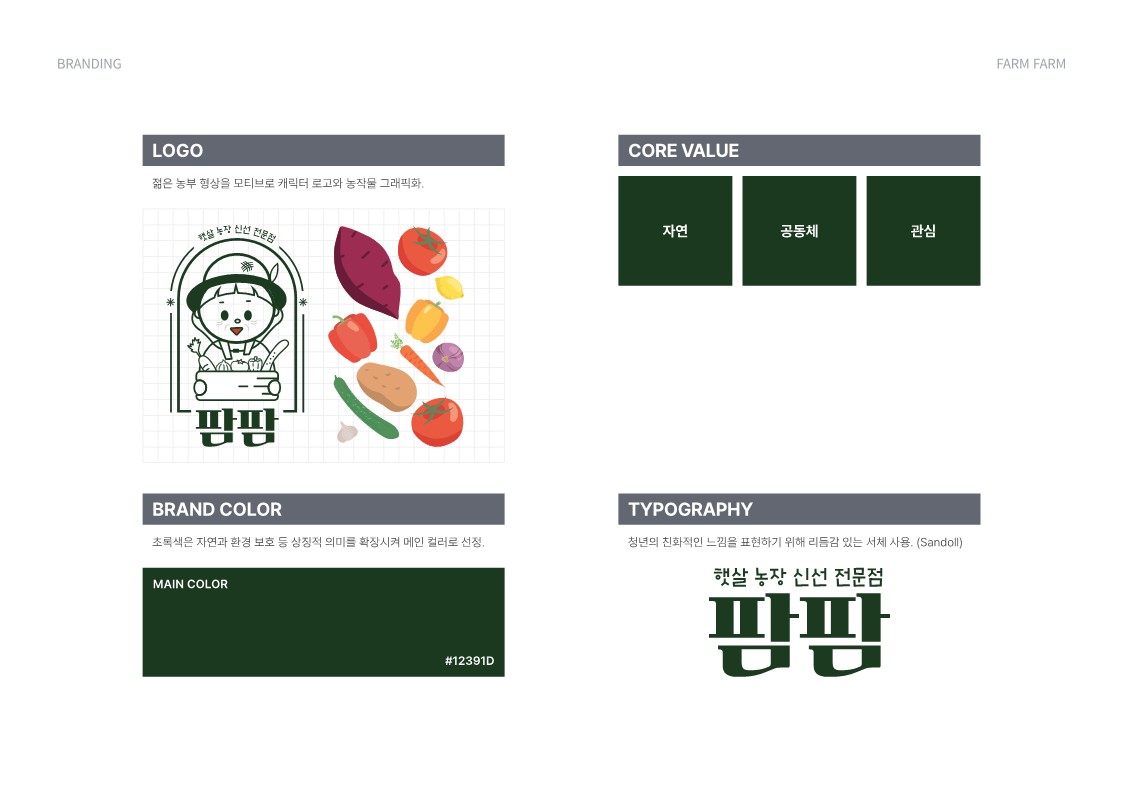 BRANDING
FARM FARM
LOGO
젊은 농부 형상을 모티브로 캐릭터 로고와 농작물 그래픽화.
햇살 농장 신선 전문점
팜팜
CORE VALUE
자연
공동체
관심
BRAND COLOR
초록색은 자연과 환경 보호 등 상징적 의미를 확장시켜 메인 컬러로 선정.
MAIN COLOR
#12391D
TYPOGRAPHY
청년의 친화적인 느낌을 표현하기 위해 리듬감 있는 서체 사용. (Sandoll)
햇살 농장 신선 전문점
팜팜